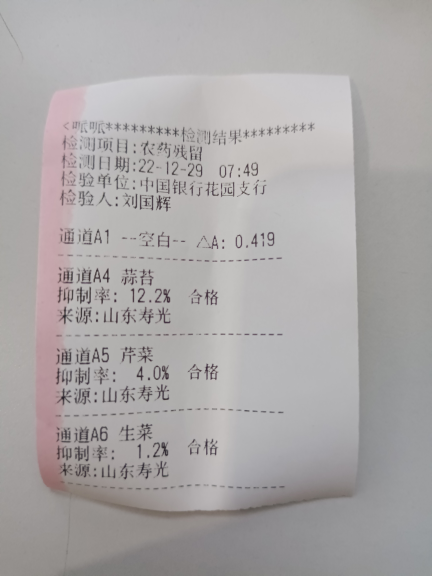 <哌哌*********检测结果*********
检测项目:农药残留
检测日期:22-12-29 07:49
检验单位:中国银行花园支行
检验人:刘国辉
通道A1 --空白-- △A: 0.419
通道A4 蒜苔
抑制率: 12.2% 合格
来源:山东寿光
通道A5 芹菜
抑制率: 4.0% 合格
来源:山东寿光
通道A6 生菜
抑制率: 1.2% 合格
来源:山东寿光